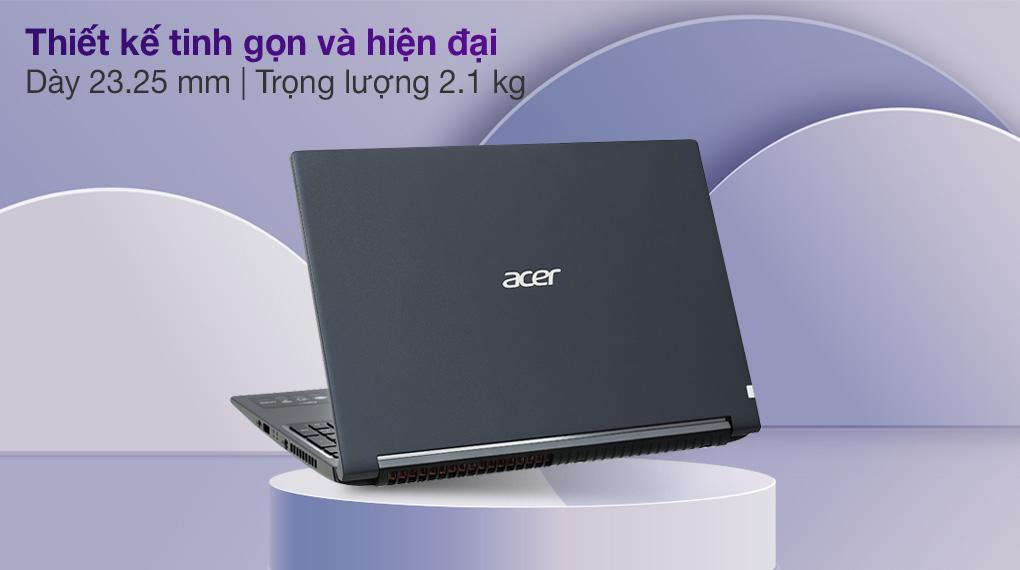 Thiết kế tinh gọn và hiện đại
Dày 23.25 mm | Trọng lượng 2.1 kg
acer